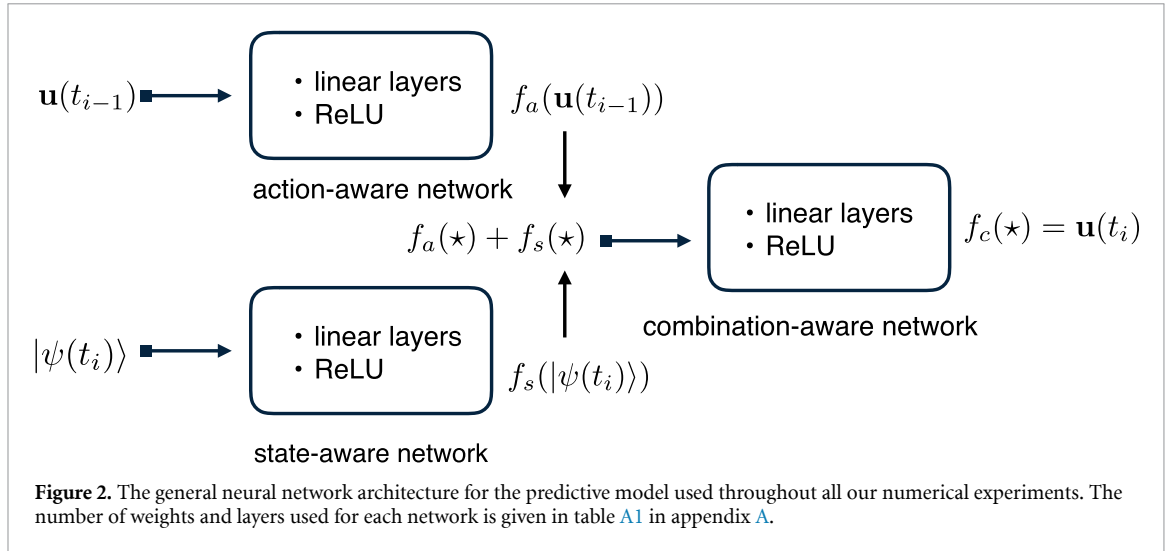 u(t_{i−1})
• linear layers
• ReLU
f_a(u(t_{i−1}))
action-aware network
f_a(⋆) + f_s(⋆)
• linear layers
• ReLU
f_c(⋆) = u(t_i)
combination-aware network
|ψ(t_i)⟩
• linear layers
• ReLU
f_s(|ψ(t_i)⟩)
state-aware network
Figure 2. The general neural network architecture for the predictive model used throughout all our numerical experiments. The
number of weights and layers used for each network is given in table A1 in appendix A.